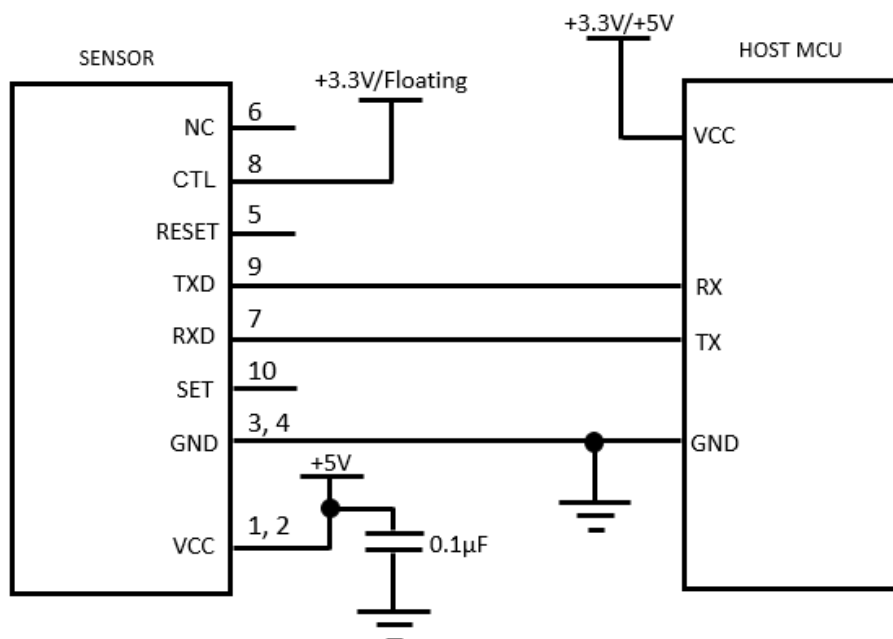 +3.3V/+5V
SENSOR
HOST MCU
+3.3V/Floating
NC 6
VCC
CTL 8
RESET 5
TXD 9 RX
RXD 7 TX
SET 10
GND 3, 4 GND
+5V
VCC 1, 2
0.1µF